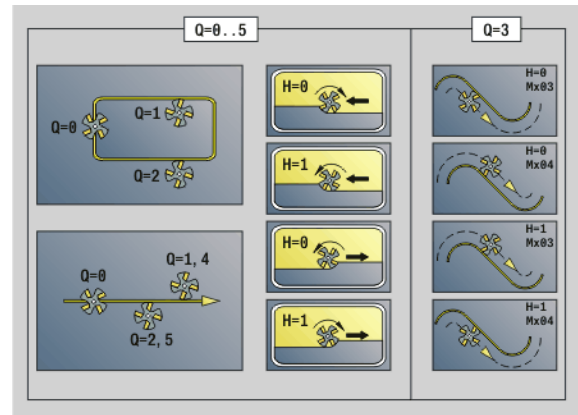 Q=0..5
Q=3
Q=0
Q=1
Q=2
Q=0
Q=1, 4
Q=2, 5
H=0
H=1
H=0
H=1
H=0
Mx03
H=0
Mx04
H=1
Mx03
H=1
Mx04